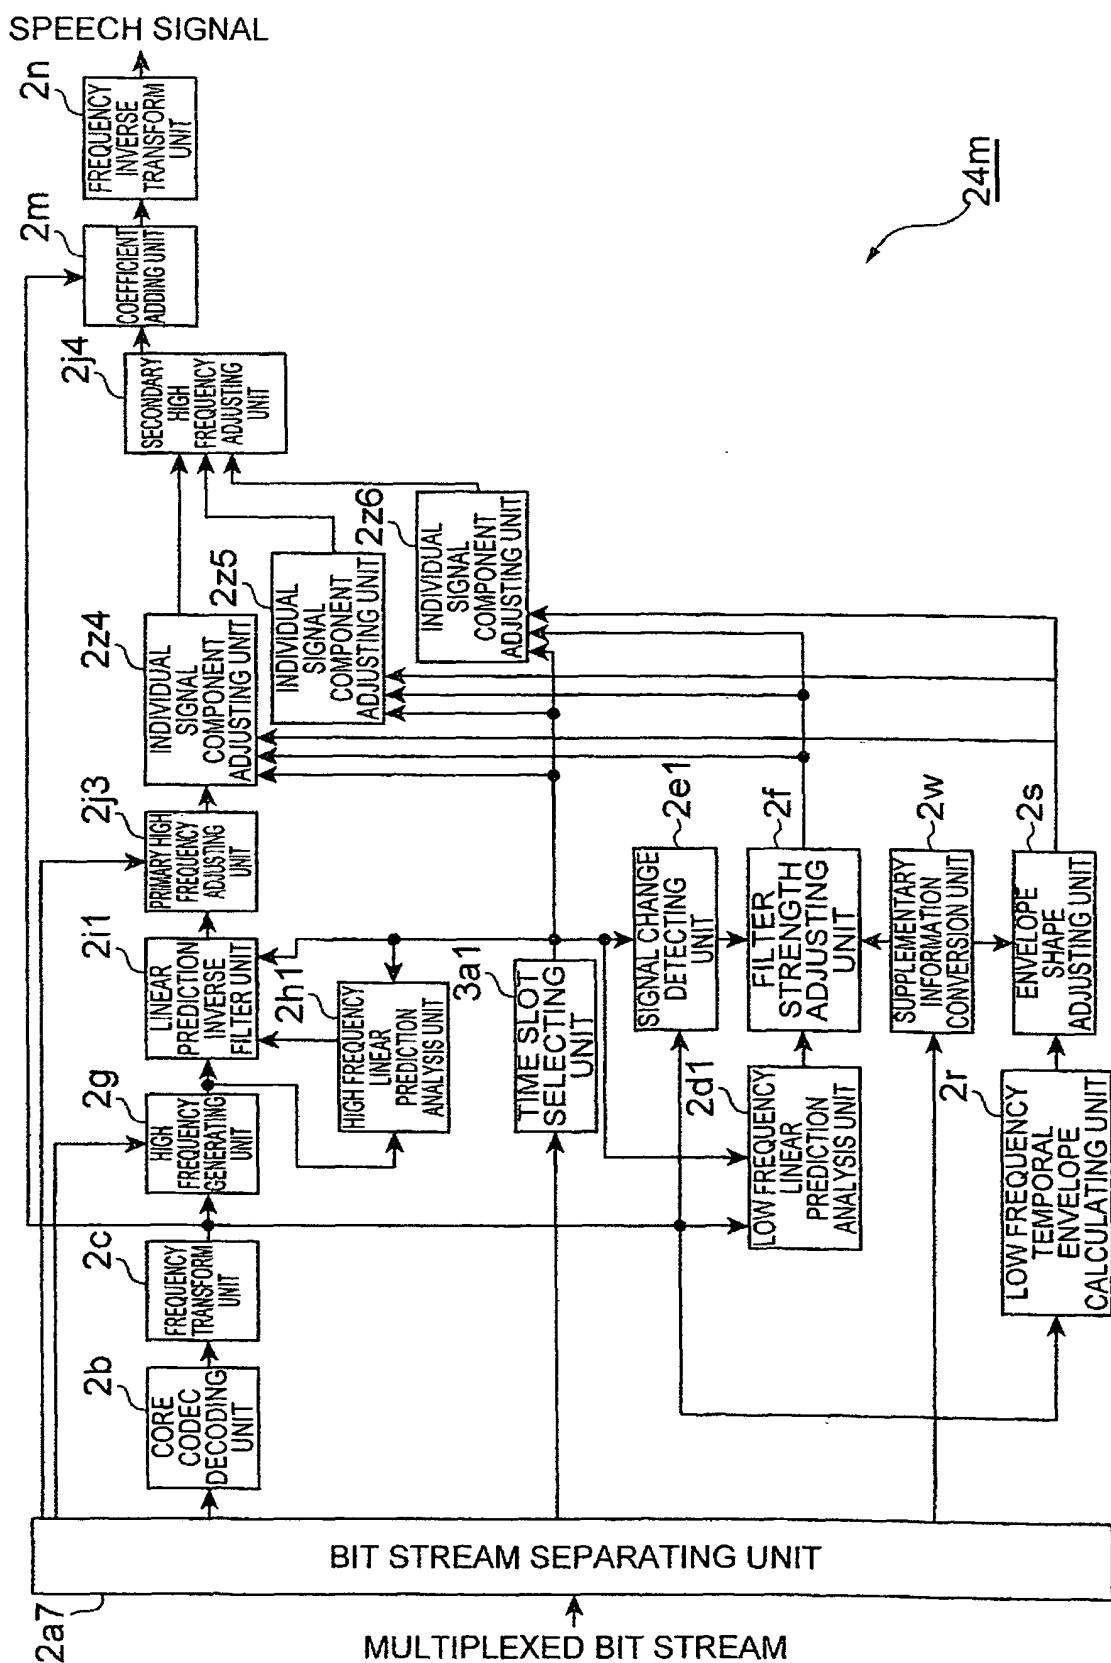 SPEECH SIGNAL
2n
FREQUENCY
INVERSE
TRANSFORM
UNIT
2m
COEFFICIENT
ADDING UNIT
24m
2j4
SECONDARY
HIGH
FREQUENCY
ADJUSTING
UNIT
2z6
INDIVIDUAL
SIGNAL
COMPONENT
ADJUSTING UNIT
2z5
INDIVIDUAL
SIGNAL
COMPONENT
ADJUSTING UNIT
2z4
INDIVIDUAL
SIGNAL
COMPONENT
ADJUSTING UNIT
2j3
PRIMARY HIGH
FREQUENCY
ADJUSTING
UNIT
2i1
LINEAR
PREDICTION
INVERSE
FILTER UNIT
2h1
HIGH FREQUENCY
LINEAR
PREDICTION
ANALYSIS UNIT
3a1
TIME SLOT
SELECTING
UNIT
2e1
SIGNAL CHANGE
DETECTING
UNIT
2f
FILTER
STRENGTH
ADJUSTING
UNIT
2w
SUPPLEMENTARY
INFORMATION
CONVERSION UNIT
2s
ENVELOPE
SHAPE
ADJUSTING UNIT
2g
HIGH
FREQUENCY
GENERATING
UNIT
2d1
LOW FREQUENCY
LINEAR
PREDICTION
ANALYSIS UNIT
2r
LOW FREQUENCY
TEMPORAL
ENVELOPE
CALCULATING UNIT
2c
FREQUENCY
TRANSFORM
UNIT
2b
CORE
CODEC
DECODING
UNIT
BIT STREAM SEPARATING UNIT
2a7
MULTIPLEXED BIT STREAM